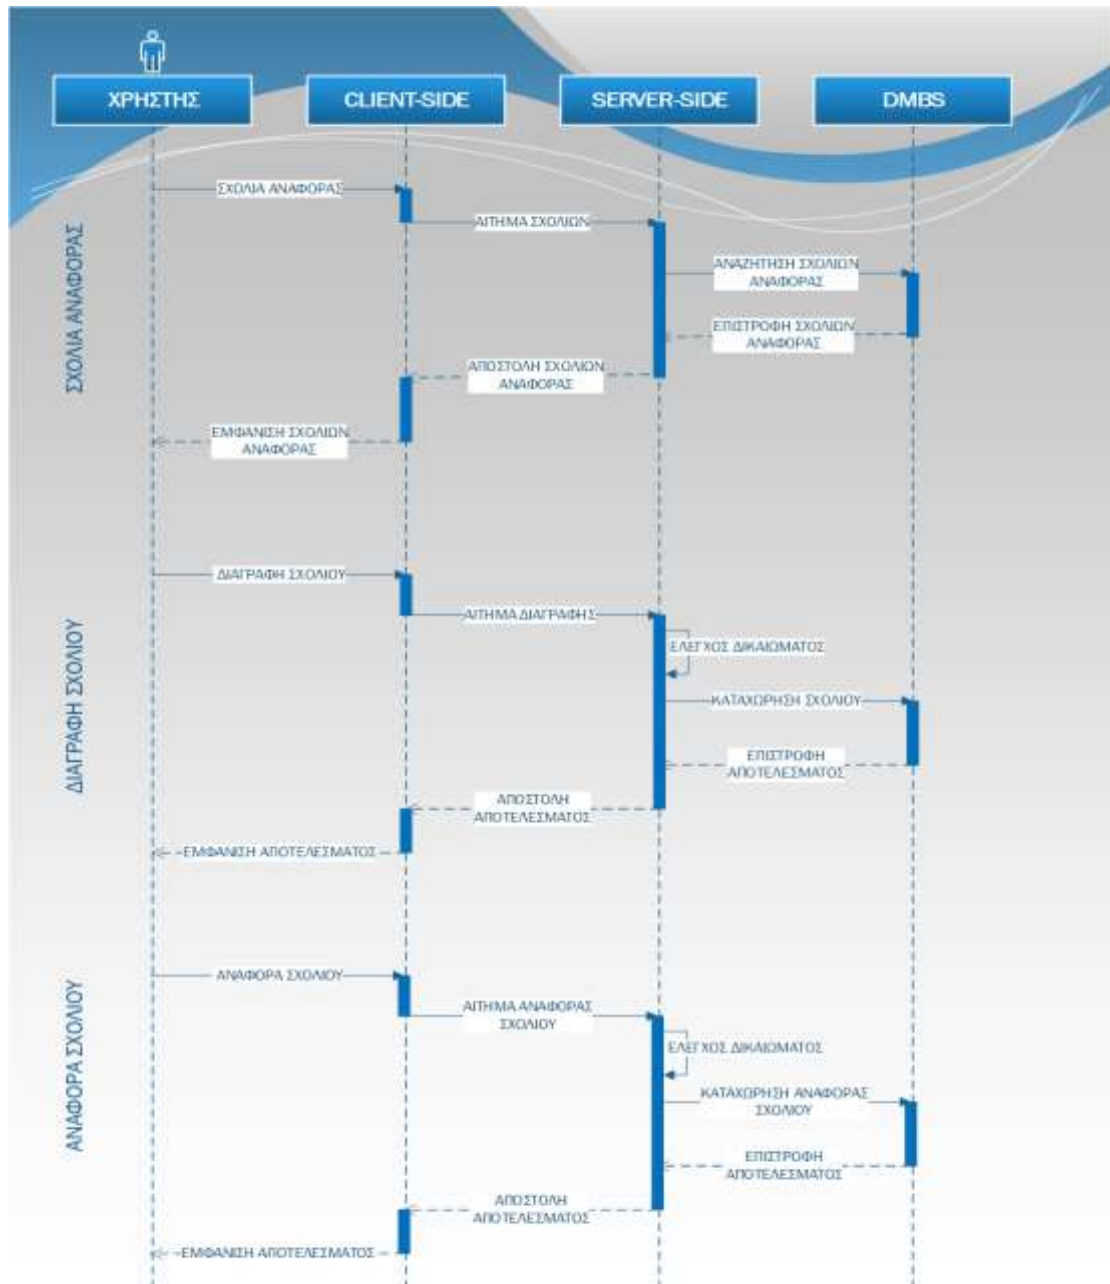 ΧΡΗΣΤΗΣ
CLIENT-SIDE
SERVER-SIDE
DMBS
ΣΧΟΛΙΑ ΑΝΑΦΟΡΑΣ
ΣΧΟΛΙΑ ΑΝΑΦΟΡΑΣ
ΑΙΤΗΜΑ ΣΧΟΛΙΩΝ
ΑΝΑΖΗΤΗΣΗ ΣΧΟΛΙΩΝ
ΑΝΑΦΟΡΑΣ
ΕΠΙΣΤΡΟΦΗ ΣΧΟΛΙΩΝ
ΑΝΑΦΟΡΑΣ
ΑΠΟΣΤΟΛΗ ΣΧΟΛΙΩΝ
ΑΝΑΦΟΡΑΣ
ΕΜΦΑΝΙΣΗ ΣΧΟΛΙΩΝ
ΑΝΑΦΟΡΑΣ
ΔΙΑΓΡΑΦΗ ΣΧΟΛΙΟΥ
ΔΙΑΓΡΑΦΗ ΣΧΟΛΙΟΥ
ΑΙΤΗΜΑ ΔΙΑΓΡΑΦΗΣ
ΕΛΕΓΧΟΣ ΔΙΚΑΙΩΜΑΤΟΣ
ΚΑΤΑΧΩΡΗΣΗ ΣΧΟΛΙΟΥ
ΕΠΙΣΤΡΟΦΗ
ΑΠΟΤΕΛΕΣΜΑΤΟΣ
ΑΠΟΣΤΟΛΗ
ΑΠΟΤΕΛΕΣΜΑΤΟΣ
ΕΜΦΑΝΙΣΗ ΑΠΟΤΕΛΕΣΜΑΤΟΣ
ΑΝΑΦΟΡΑ ΣΧΟΛΙΟΥ
ΑΝΑΦΟΡΑ ΣΧΟΛΙΟΥ
ΑΙΤΗΜΑ ΑΝΑΦΟΡΑΣ
ΣΧΟΛΙΟΥ
ΕΛΕΓΧΟΣ ΔΙΚΑΙΩΜΑΤΟΣ
ΚΑΤΑΧΩΡΗΣΗ ΑΝΑΦΟΡΑΣ
ΣΧΟΛΙΟΥ
ΕΠΙΣΤΡΟΦΗ
ΑΠΟΤΕΛΕΣΜΑΤΟΣ
ΑΠΟΣΤΟΛΗ
ΑΠΟΤΕΛΕΣΜΑΤΟΣ
ΕΜΦΑΝΙΣΗ ΑΠΟΤΕΛΕΣΜΑΤΟΣ